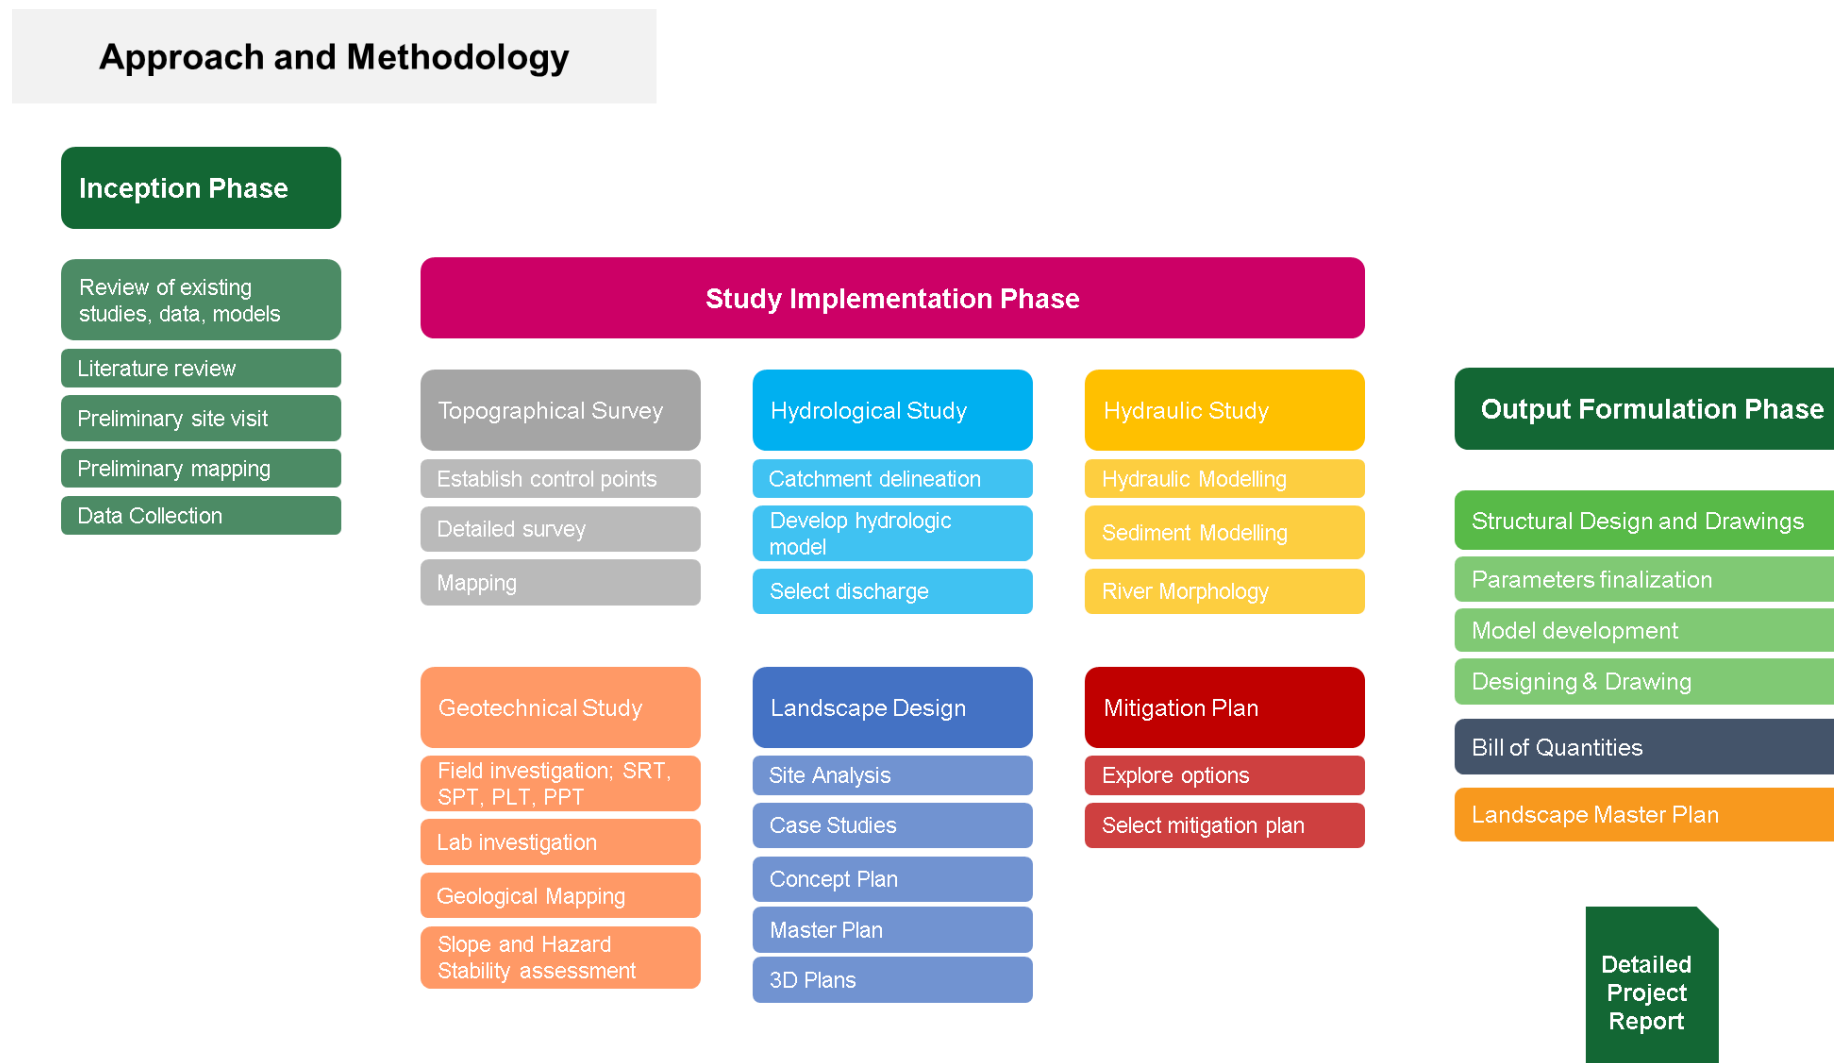 Approach and Methodology
Inception Phase
Review of existing
studies, data, models
Literature review
Preliminary site visit
Preliminary mapping
Data Collection
Study Implementation Phase
Topographical Survey
Establish control points
Detailed survey
Mapping
Hydrological Study
Catchment delineation
Develop hydrologic
model
Select discharge
Hydraulic Study
Hydraulic Modelling
Sediment Modelling
River Morphology
Geotechnical Study
Field investigation; SRT,
SPT, PLT, PPT
Lab investigation
Geological Mapping
Slope and Hazard
Stability assessment
Landscape Design
Site Analysis
Case Studies
Concept Plan
Master Plan
3D Plans
Mitigation Plan
Explore options
Select mitigation plan
Output Formulation Phase
Structural Design and Drawings
Parameters finalization
Model development
Designing & Drawing
Bill of Quantities
Landscape Master Plan
Detailed
Project
Report